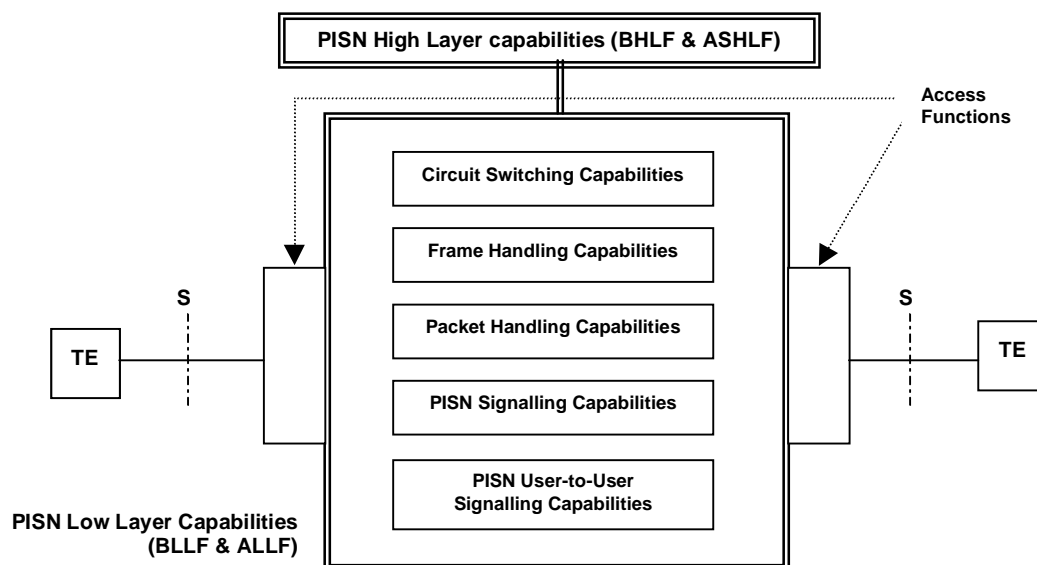 PISN High Layer capabilities (BHLF & ASHLF)
Access
Functions
Circuit Switching Capabilities
Frame Handling Capabilities
S
S
Packet Handling Capabilities
TE
TE
PISN Signalling Capabilities
PISN User-to-User
Signalling Capabilities
PISN Low Layer Capabilities
(BLLF & ALLF)